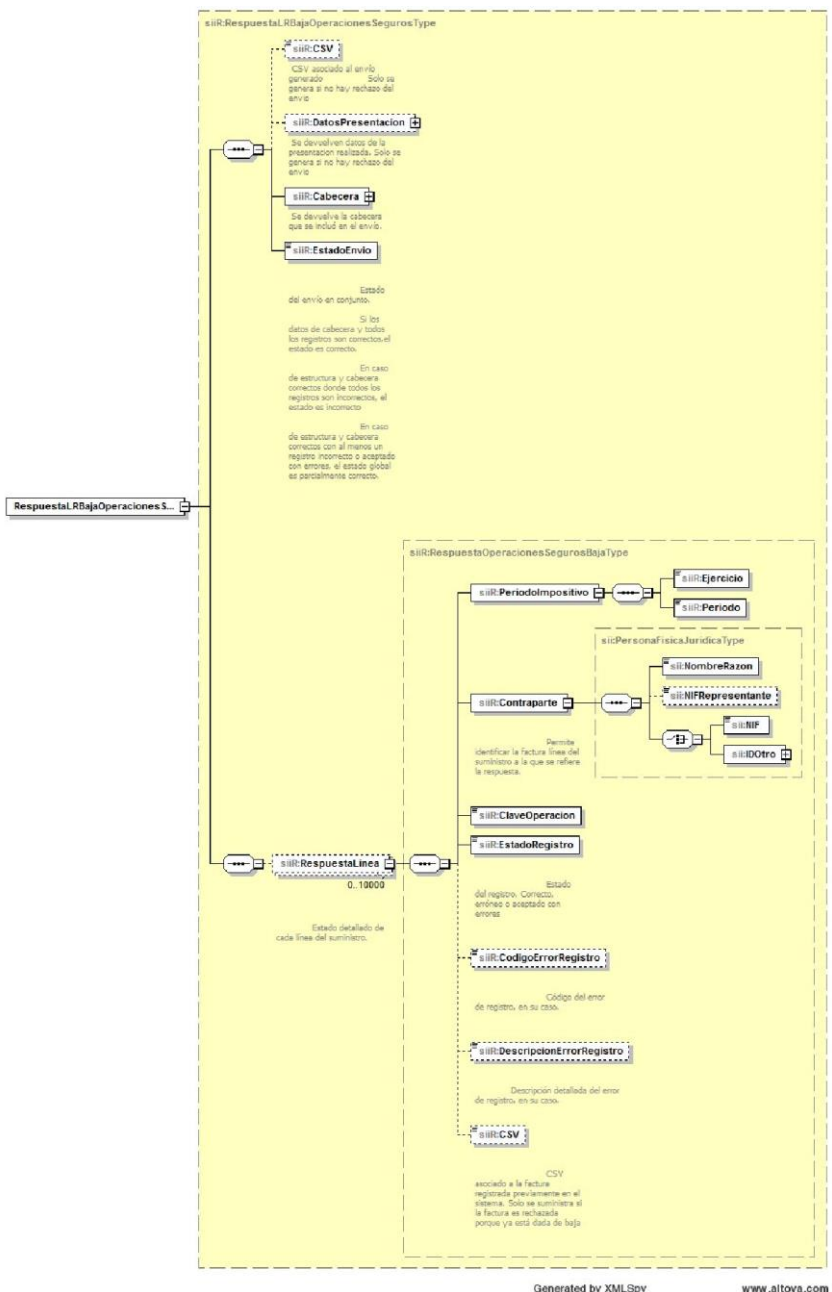 siiR:RespuestaLRBajaOperacionesSegurosType
siiR:CSV
CSV asociado al envío
generado Solo se
genera si no hay rechazo del
envio
siiR:DatosPresentacion
Se devuelven datos de la
presentacion realizada. Solo se
genera si no hay rechazo del
envio
siiR:Cabecera
Se devuelve la cabecera
que se incluó en el envío.
siiR:EstadoEnvio
Estado
del envío en conjunto.
Si los
datos de cabecera y todos
los registros son correctos,el
estado es correcto.
En caso
de estructura y cabecera
correctos donde todos los
registros son incorrectos, el
estado es incorrecto
En caso
de estructura y cabecera
correctos con al menos un
registro incorrecto o aceptado
con errores, el estado global
es parcialmente correcto.
RespuestaLRBajaOperacionesS...
siiR:RespuestaOperacionesSegurosBajaType
siiR:PeriodoImpositivo
siiR:Ejercicio
siiR:Periodo
sii:PersonaFisicaJuridicaType
siiR:Contraparte
sii:NombreRazon
sii:NIFRepresentante
sii:NIF
sii:IDOtro
Permite
identificar la factura línea del
suministro a la que se refiere
la respuesta.
siiR:ClaveOperacion
siiR:EstadoRegistro
siiR:RespuestaLinea
0..10000
Estado detallado de
cada línea del suministro.
Estado
del registro. Correcto,
erróneo o aceptado con
errores
siiR:CodigoErrorRegistro
Código del error
de registro, en su caso.
siiR:DescripcionErrorRegistro
Descripción detallada del error
de registro, en su caso.
siiR:CSV
CSV
asociado a la factura
registrada previamente en el
sistema. Solo se suministra si
la factura es rechazada
porque ya está dada de baja
Generated by XMLSpy
www.altova.com